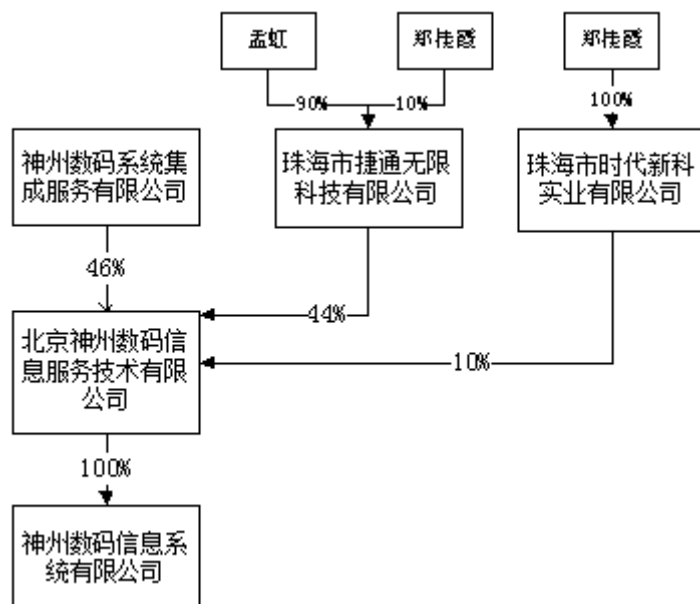 孟虹
郑桂霞
郑桂霞
90%
10%
100%
神州数码系统集
成服务有限公司
珠海市捷通无限
科技有限公司
珠海市时代新科
实业有限公司
46%
44%
10%
北京神州数码信
息服务技术有限
公司
100%
神州数码信息系
统有限公司